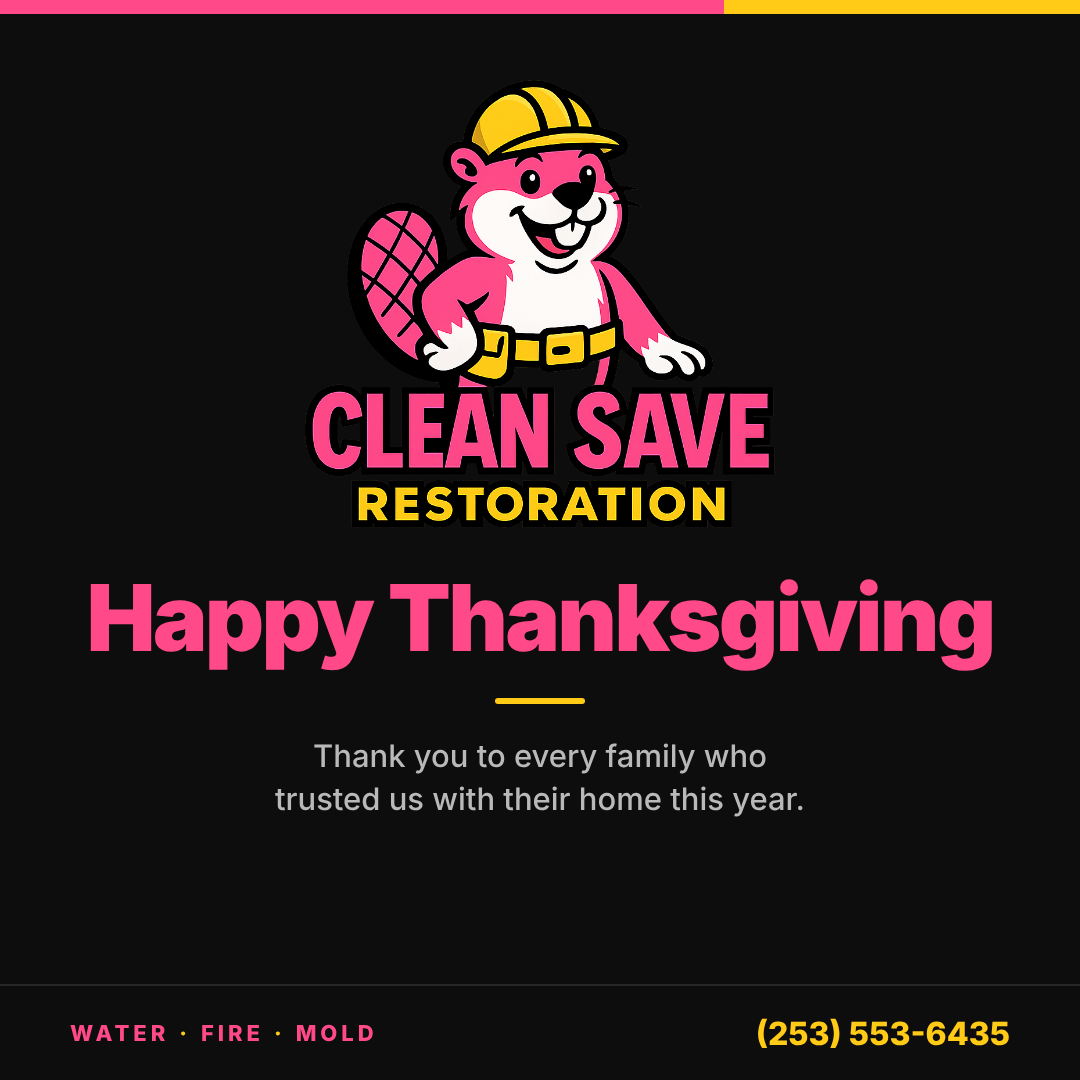 CLEAN SAVE
RESTORATION
Happy Thanksgiving
Thank you to every family who
trusted us with their home this year.
WATER · FIRE · MOLD
(253) 553-6435